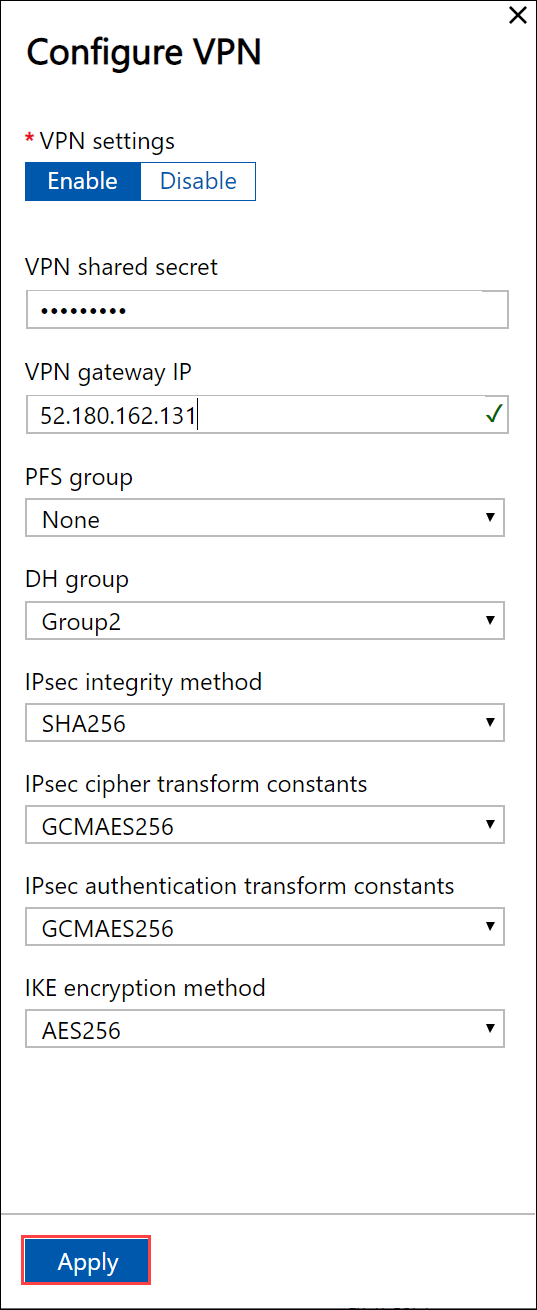 Configure VPN
* VPN settings
Enable Disable
VPN shared secret
•••••••••
VPN gateway IP
52.180.162.131
PFS group
None
DH group
Group2
IPsec integrity method
SHA256
IPsec cipher transform constants
GCMAES256
IPsec authentication transform constants
GCMAES256
IKE encryption method
AES256
Apply